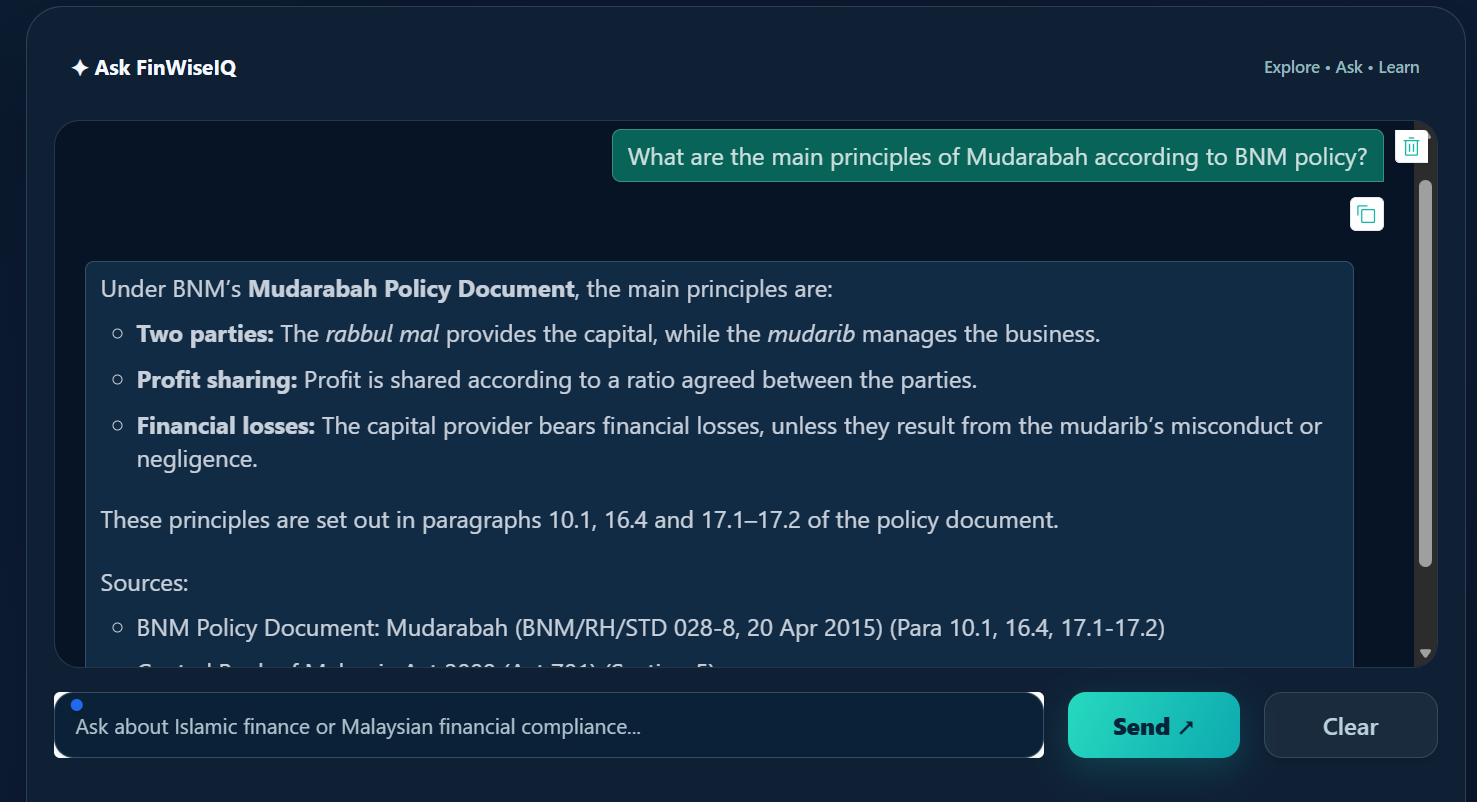 ✦ Ask FinWiseIQ
Explore • Ask • Learn
What are the main principles of Mudarabah according to BNM policy?
Under BNM’s Mudarabah Policy Document, the main principles are:
Two parties: The rabbul mal provides the capital, while the mudarib manages the business.
Profit sharing: Profit is shared according to a ratio agreed between the parties.
Financial losses: The capital provider bears financial losses, unless they result from the mudarib’s misconduct or
negligence.
These principles are set out in paragraphs 10.1, 16.4 and 17.1–17.2 of the policy document.
Sources:
BNM Policy Document: Mudarabah (BNM/RH/STD 028-8, 20 Apr 2015) (Para 10.1, 16.4, 17.1-17.2)
Ask about Islamic finance or Malaysian financial compliance...
Send ↗
Clear